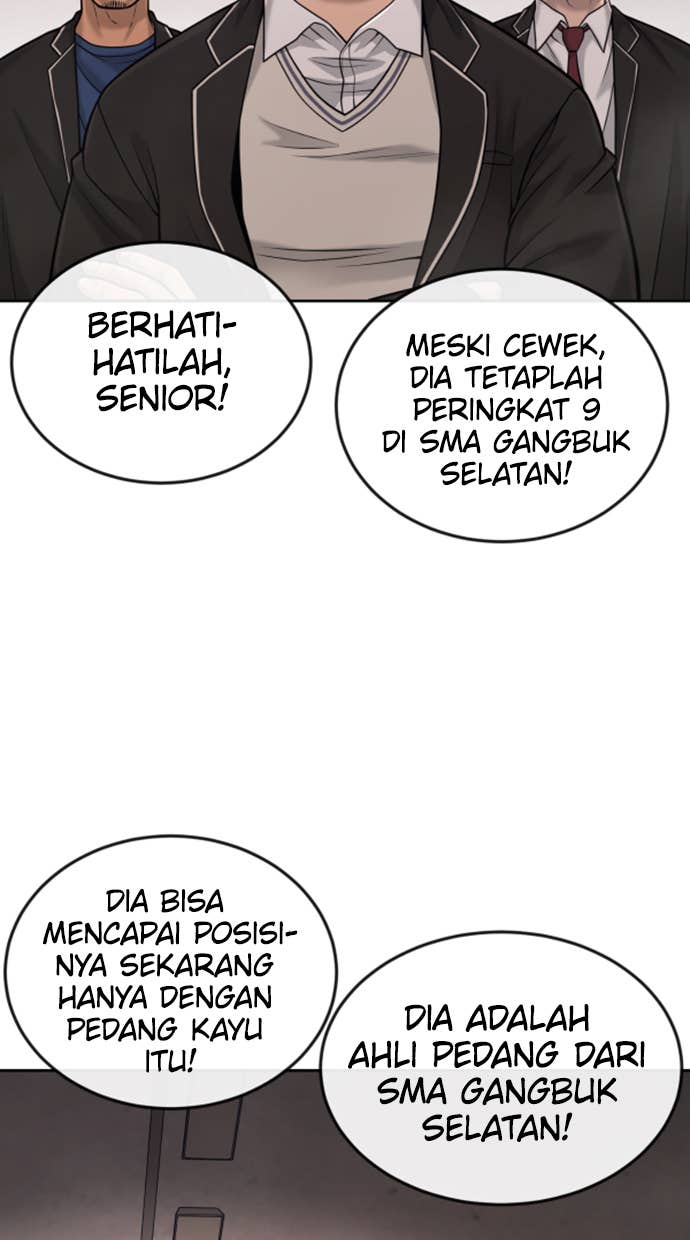 BERHATI-
HATILAH,
SENIOR!
MESKI CEWEK,
DIA TETAPLAH
PERINGKAT 9
DI SMA GANGBUK
SELATAN!
DIA BISA
MENCAPAI POSISI-
NYA SEKARANG
HANYA DENGAN
PEDANG KAYU
ITU!
DIA ADALAH
AHLI PEDANG DARI
SMA GANGBUK
SELATAN!